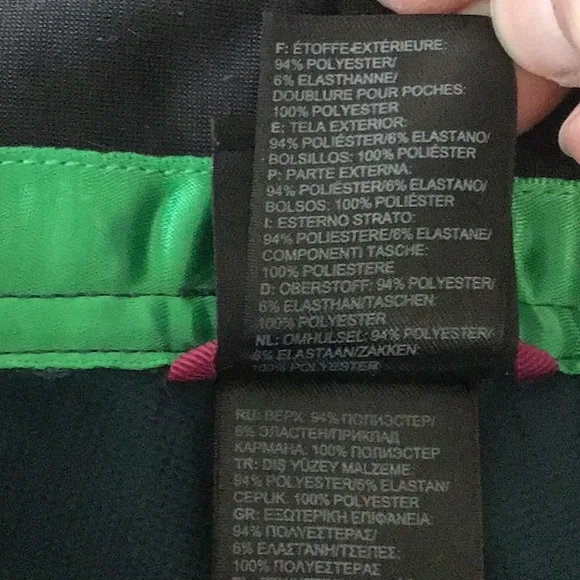 F: ÉTOFFE EXTÉRIEURE:
94% POLYESTER/
6% ELASTHANNE/
DOUBLURE POUR POCHES:
100% POLYESTER
E: TELA EXTERIOR:
94% POLIÉSTER/6% ELASTANO/
BOLSILLOS: 100% POLIÉSTER
P: PARTE EXTERNA:
94% POLIÉSTER/6% ELASTANO/
BOLSOS: 100% POLIÉSTER
I: ESTERNO STRATO:
94% POLIESTERE/6% ELASTANE/
COMPONENTI TASCHE:
100% POLIESTERE
D: OBERSTOFF: 94% POLYESTER/
6% ELASTHAN/TASCHEN:
100% POLYESTER
NL: OMHULSEL: 94% POLYESTER/
6% ELASTAAN/ZAKKEN:
100% POLYESTER
RU: ВЕРХ: 94% ПОЛИЭСТЕР/
6% ЭЛАСТЕН/ПРИКЛАД
КАРМАНА: 100% ПОЛИЭСТЕР
TR: DIŞ YÜZEY MALZEME:
94% POLYESTER/6% ELASTAN/
CEPLIK: 100% POLYESTER
GR: ΕΞΩΤΕΡΙΚΗ ΕΠΙΦΑΝΕΙΑ:
94% ΠΟΛΥΕΣΤΕΡΑΣ/
6% ΕΛΑΣΤΑΝΗ/ΤΣΕΠΕΣ:
100% ΠΟΛΥΕΣΤΕΡΑΣ